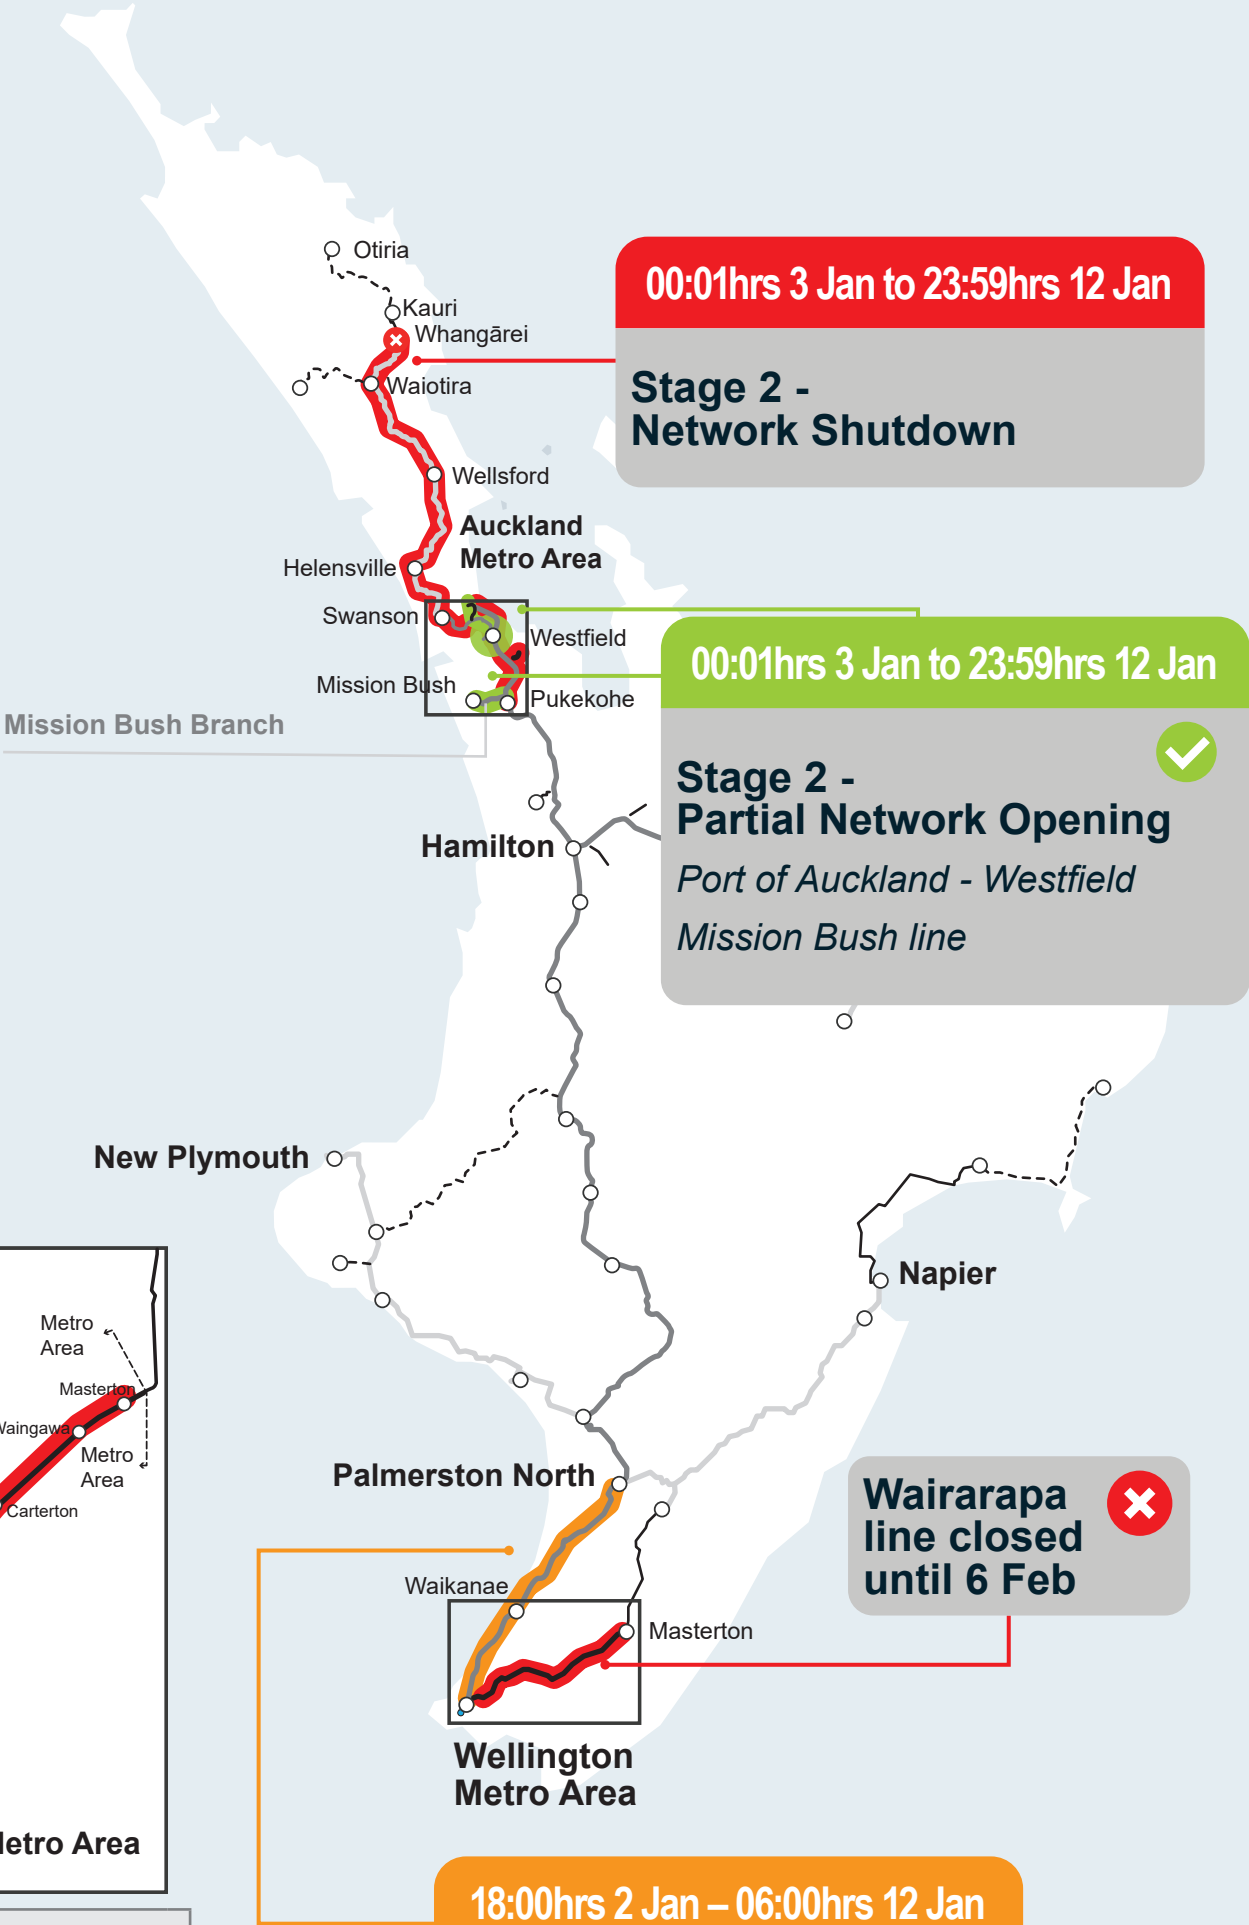 Otiria
Kauri
Whangārei
Waiotira
Wellsford
Auckland
Metro Area
Helensville
Swanson
Westfield
Mission Bush
Pukekohe
Mission Bush Branch
00:01hrs 3 Jan to 23:59hrs 12 Jan
Stage 2 -
Network Shutdown
00:01hrs 3 Jan to 23:59hrs 12 Jan
Stage 2 -
Partial Network Opening
Port of Auckland - Westfield
Mission Bush line
Hamilton
New Plymouth
Napier
Metro
Area
Masterton
Waingawa
Metro
Area
Carterton
Metro Area
Palmerston North
Waikanae
Masterton
Wairarapa
line closed
until 6 Feb
Wellington
Metro Area
18:00hrs 2 Jan – 06:00hrs 12 Jan